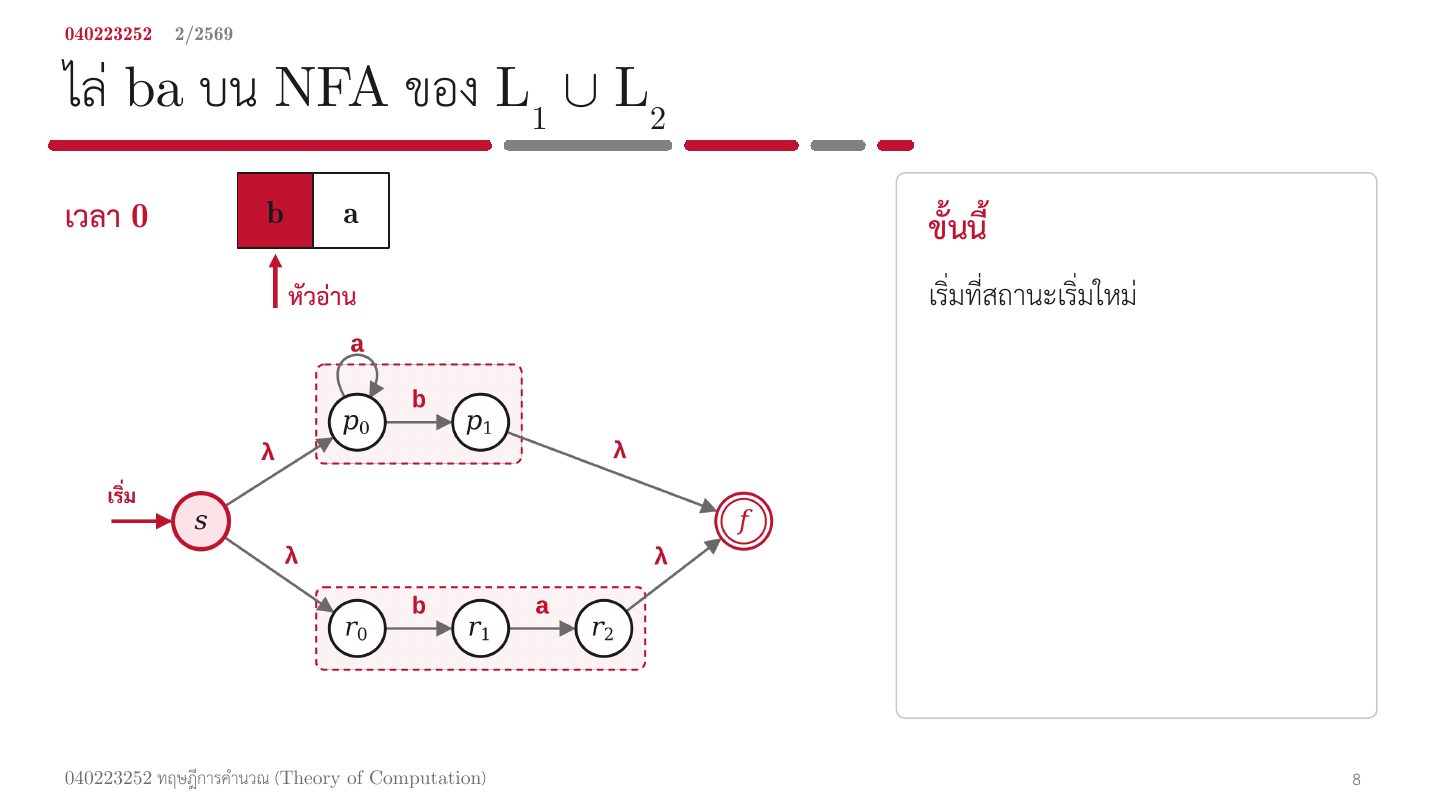 040223252 2/2569
ไล่ ba บน NFA ของ L₁ ∪ L₂
เวลา 0
b a
หัวอ่าน
ขั้นนี้
เริ่มที่สถานะเริ่มใหม่
a
b
p₀ p₁
λ λ
เริ่ม
s f
λ λ
b a
r₀ r₁ r₂
040223252 ทฤษฎีการคำนวณ (Theory of Computation)
8